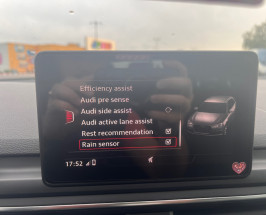 Efficiency assist
Audi pre sense
Audi side assist
Audi active lane assist
Rest recommendation
Rain sensor
17:52